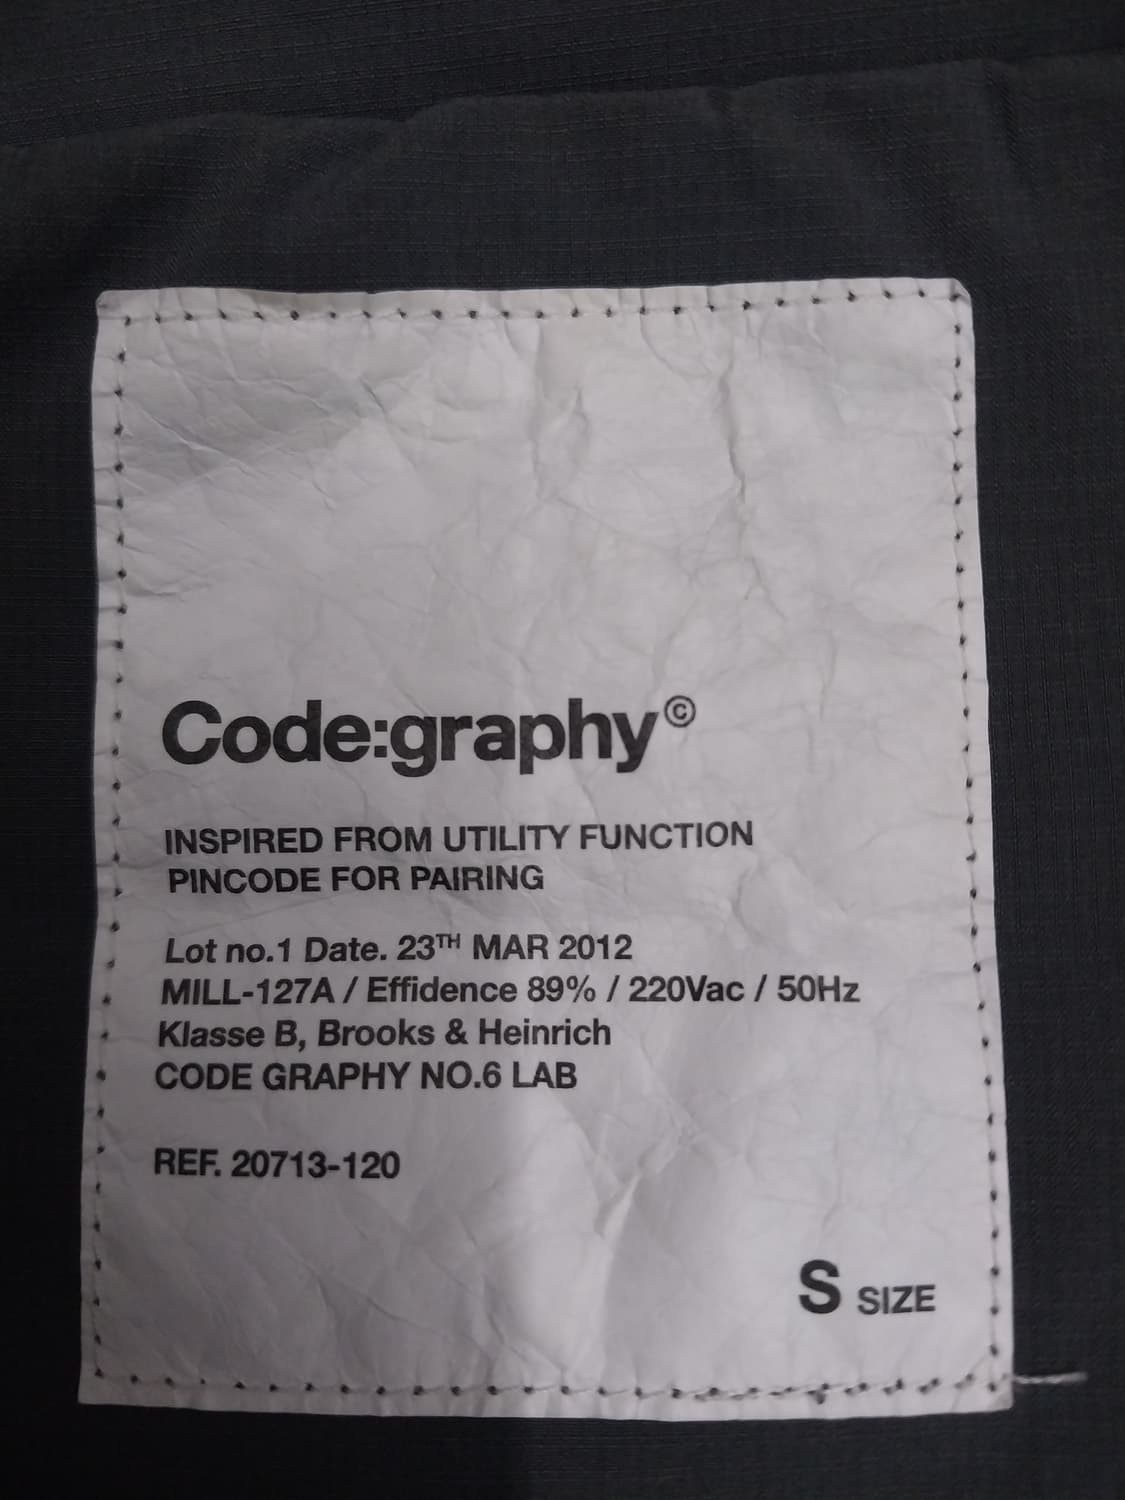 Code:graphy©
INSPIRED FROM UTILITY FUNCTION
PINCODE FOR PAIRING
Lot no.1 Date. 23TH MAR 2012
MILL-127A / Effidence 89% / 220Vac / 50Hz
Klasse B, Brooks & Heinrich
CODE GRAPHY NO.6 LAB
REF. 20713-120
S SIZE